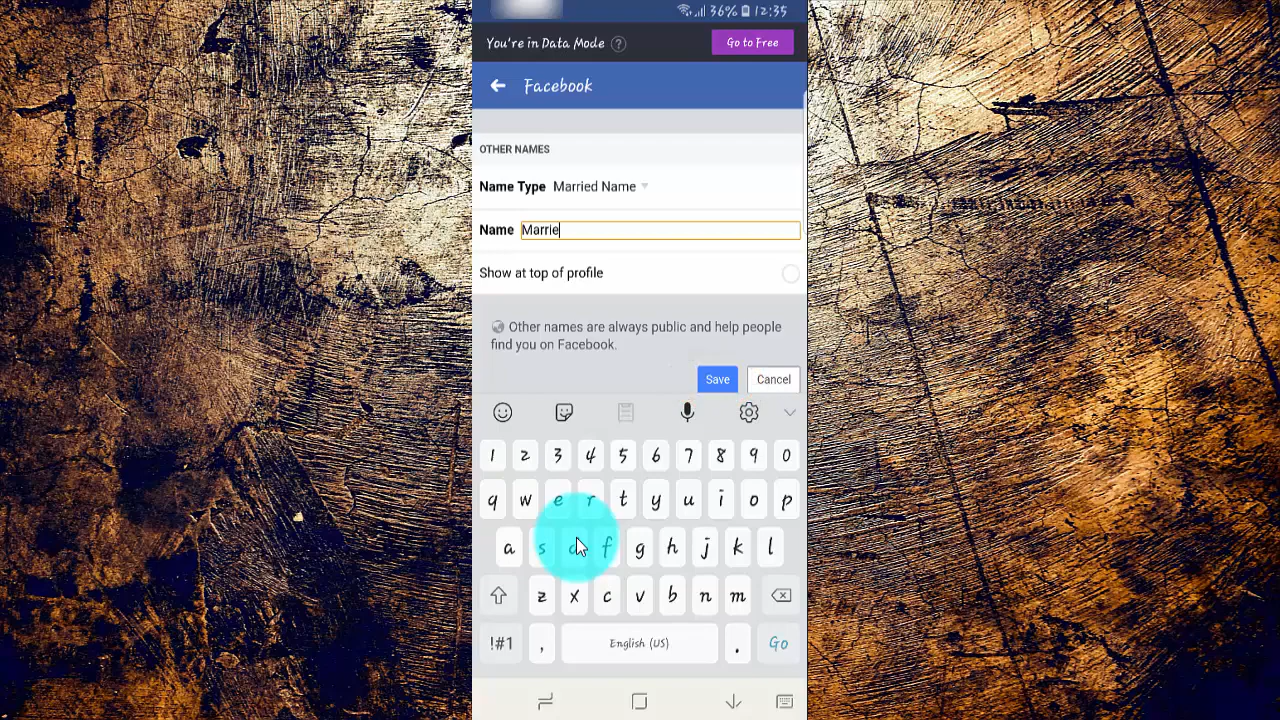 36% 12:35
You're in Data Mode ?
Go to Free
Facebook
OTHER NAMES
Name Type Married Name
Name Marrie
Show at top of profile
Other names are always public and help people
find you on Facebook.
Save Cancel
1 2 3 4 5 6 7 8 9 0
q w e r t y u i o p
a s d f g h j k l
z x c v b n m
!#1 , English (US) . Go